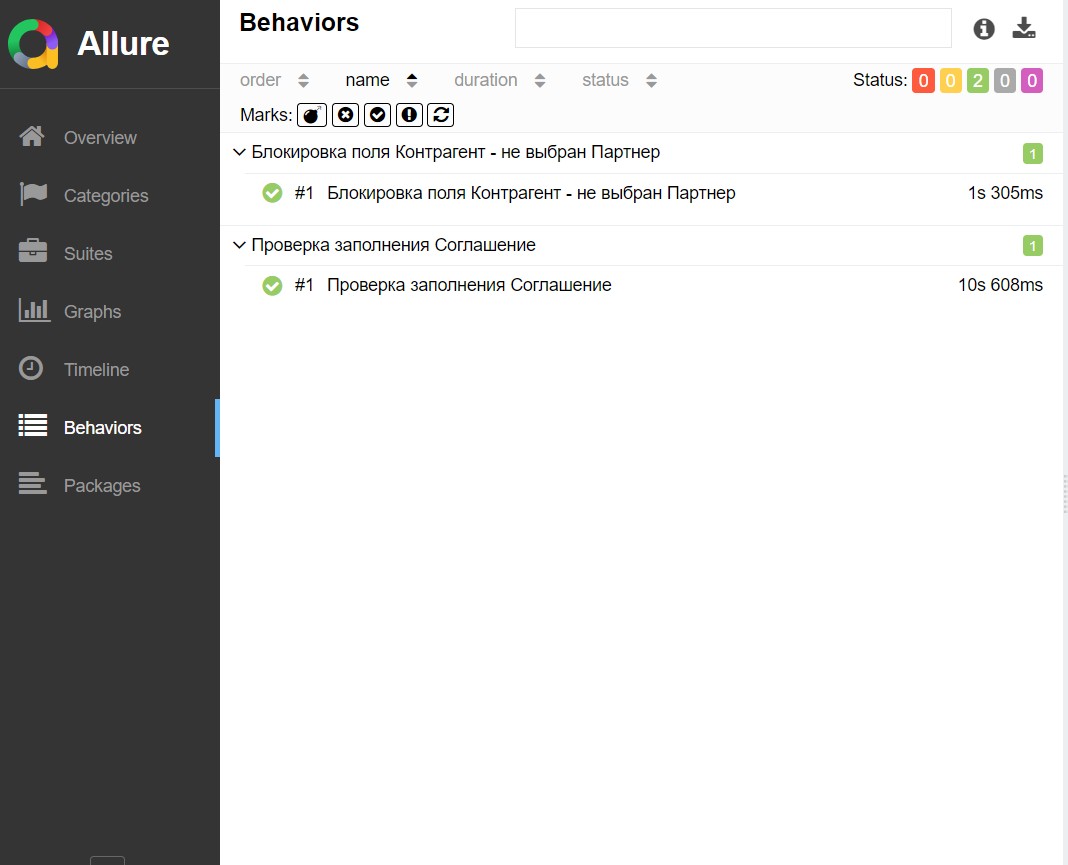 Allure
Overview
Categories
Suites
Graphs
Timeline
Behaviors
Packages
Behaviors
order name duration status Status: 0 0 2 0 0
Marks:
Блокировка поля Контрагент - не выбран Партнер 1
#1 Блокировка поля Контрагент - не выбран Партнер 1s 305ms
Проверка заполнения Соглашение 1
#1 Проверка заполнения Соглашение 10s 608ms